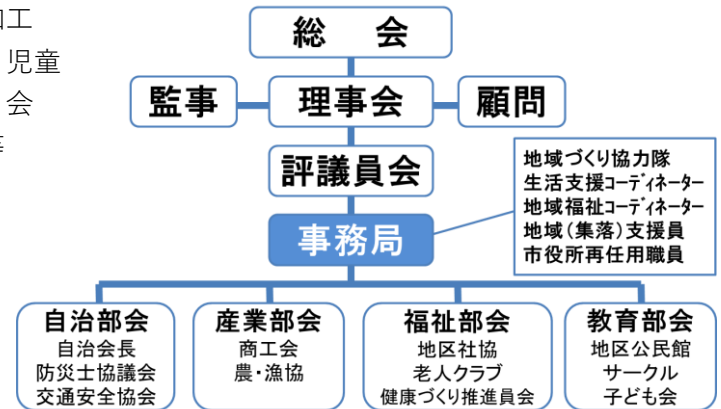 加工
児童
会
等
総　会
監事
理事会
顧問
評議員会
事務局
地域づくり協力隊
生活支援ｺｰﾃﾞｨﾈｰﾀｰ
地域福祉ｺｰﾃﾞｨﾈｰﾀｰ
地域（集落）支援員
市役所再任用職員
自治部会
自治会長
防災士協議会
交通安全協会
産業部会
商工会
農・漁協
福祉部会
地区社協
老人クラブ
健康づくり推進員会
教育部会
地区公民館
サークル
子ども会